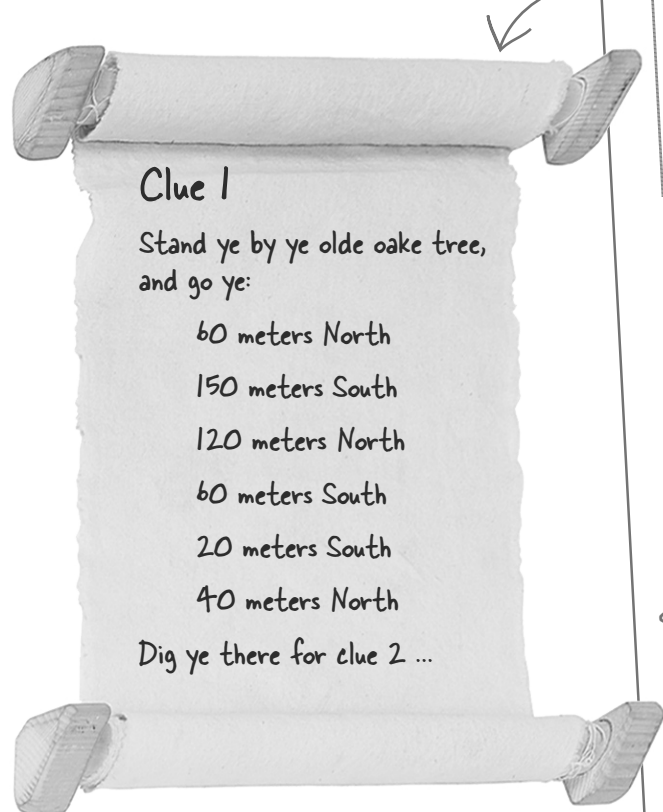 Clue 1
Stand ye by ye olde oake tree,
and go ye:
60 meters North
150 meters South
120 meters North
60 meters South
20 meters South
40 meters North
Dig ye there for clue 2 ...